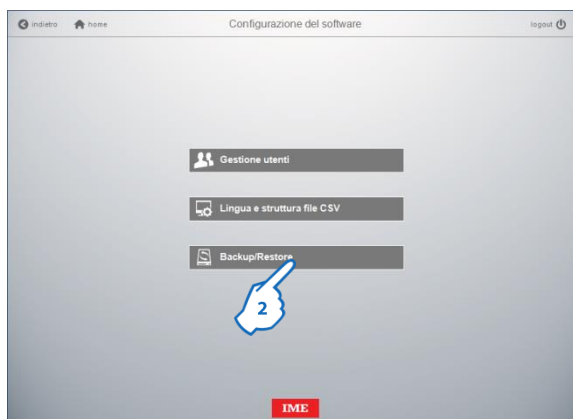 indietro home Configurazione del software logout
Gestione utenti
Lingua e struttura file CSV
Backup/Restore
2
IME